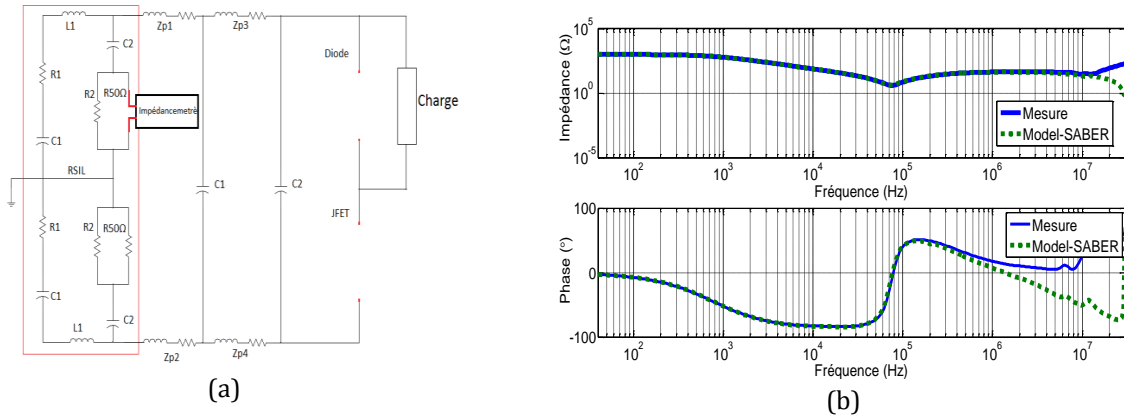 L1
Zp1
Zp3
C2
R1
R2
R50Ω
Impédancemetrè
C1
RSIL
Diode
Charge
C1
C2
JFET
R1
R2
R50Ω
C1
L1
C2
Zp2
Zp4
(a)
Impédance (Ω)
10^5
10^0
10^-5
Mesure
Model-SABER
10^2
10^3
10^4
10^5
10^6
10^7
Fréquence (Hz)
Phase (°)
100
0
-100
Mesure
Model-SABER
10^2
10^3
10^4
10^5
10^6
10^7
Fréquence (Hz)
(b)